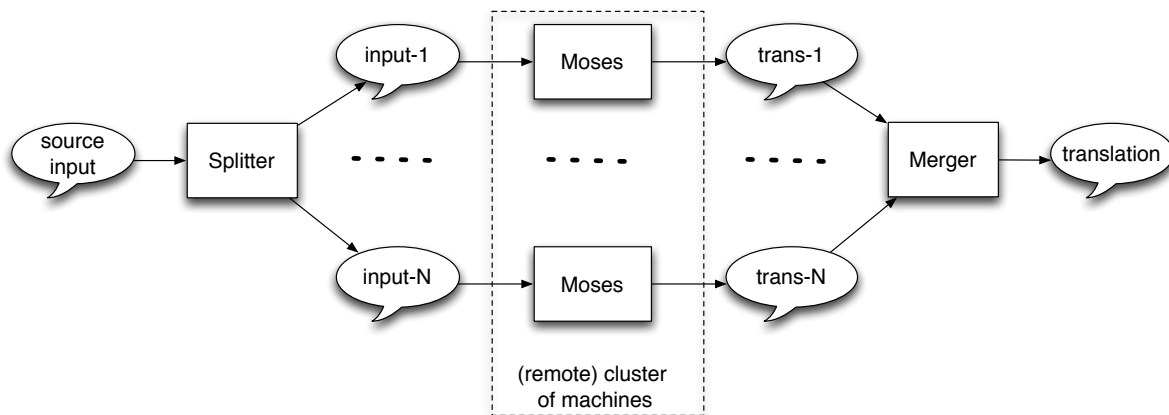 input-1
Moses
trans-1
source
input
Splitter
Merger
translation
input-N
Moses
trans-N
(remote) cluster
of machines